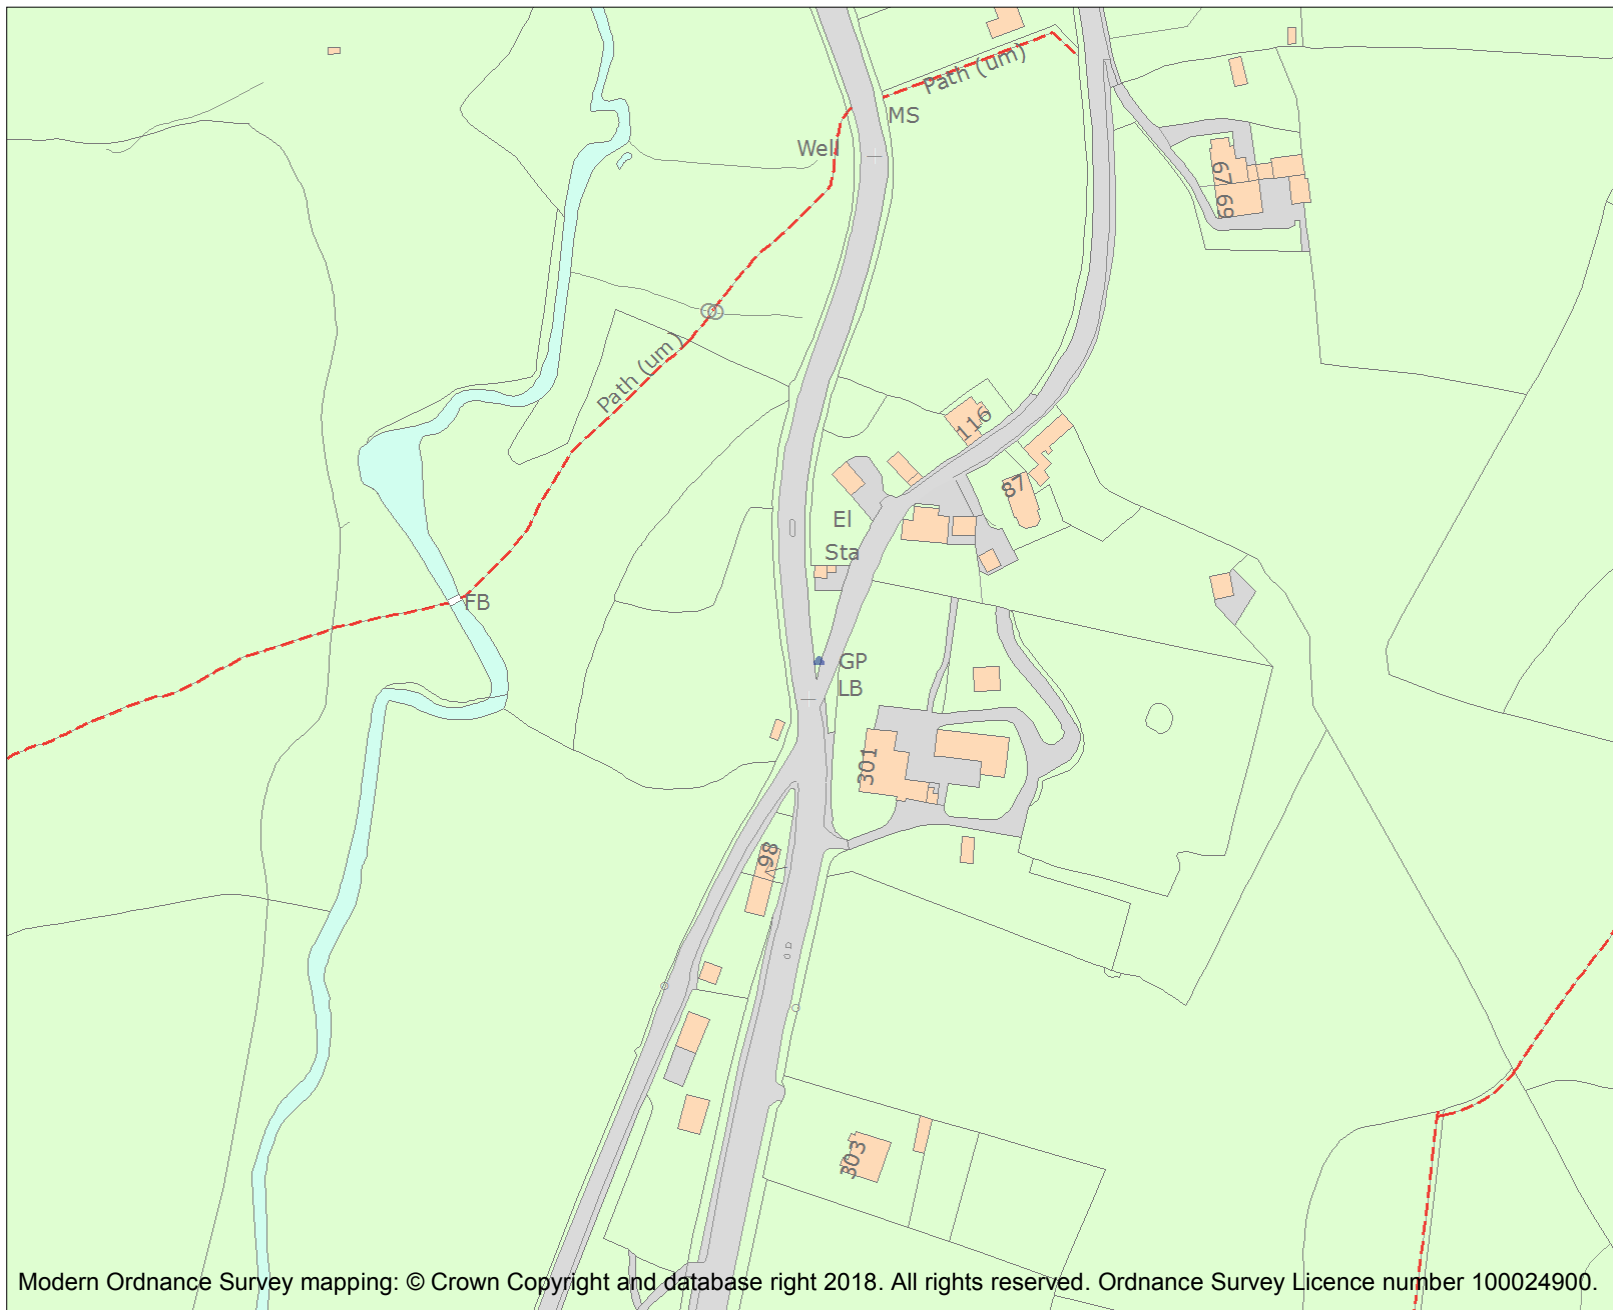 Path (um)
MS
Well
67
69
Path (um)
116
87
El
Sta
FB
GP
LB
301
98
303
Modern Ordnance Survey mapping: © Crown Copyright and database right 2018. All rights reserved. Ordnance Survey Licence number 100024900.